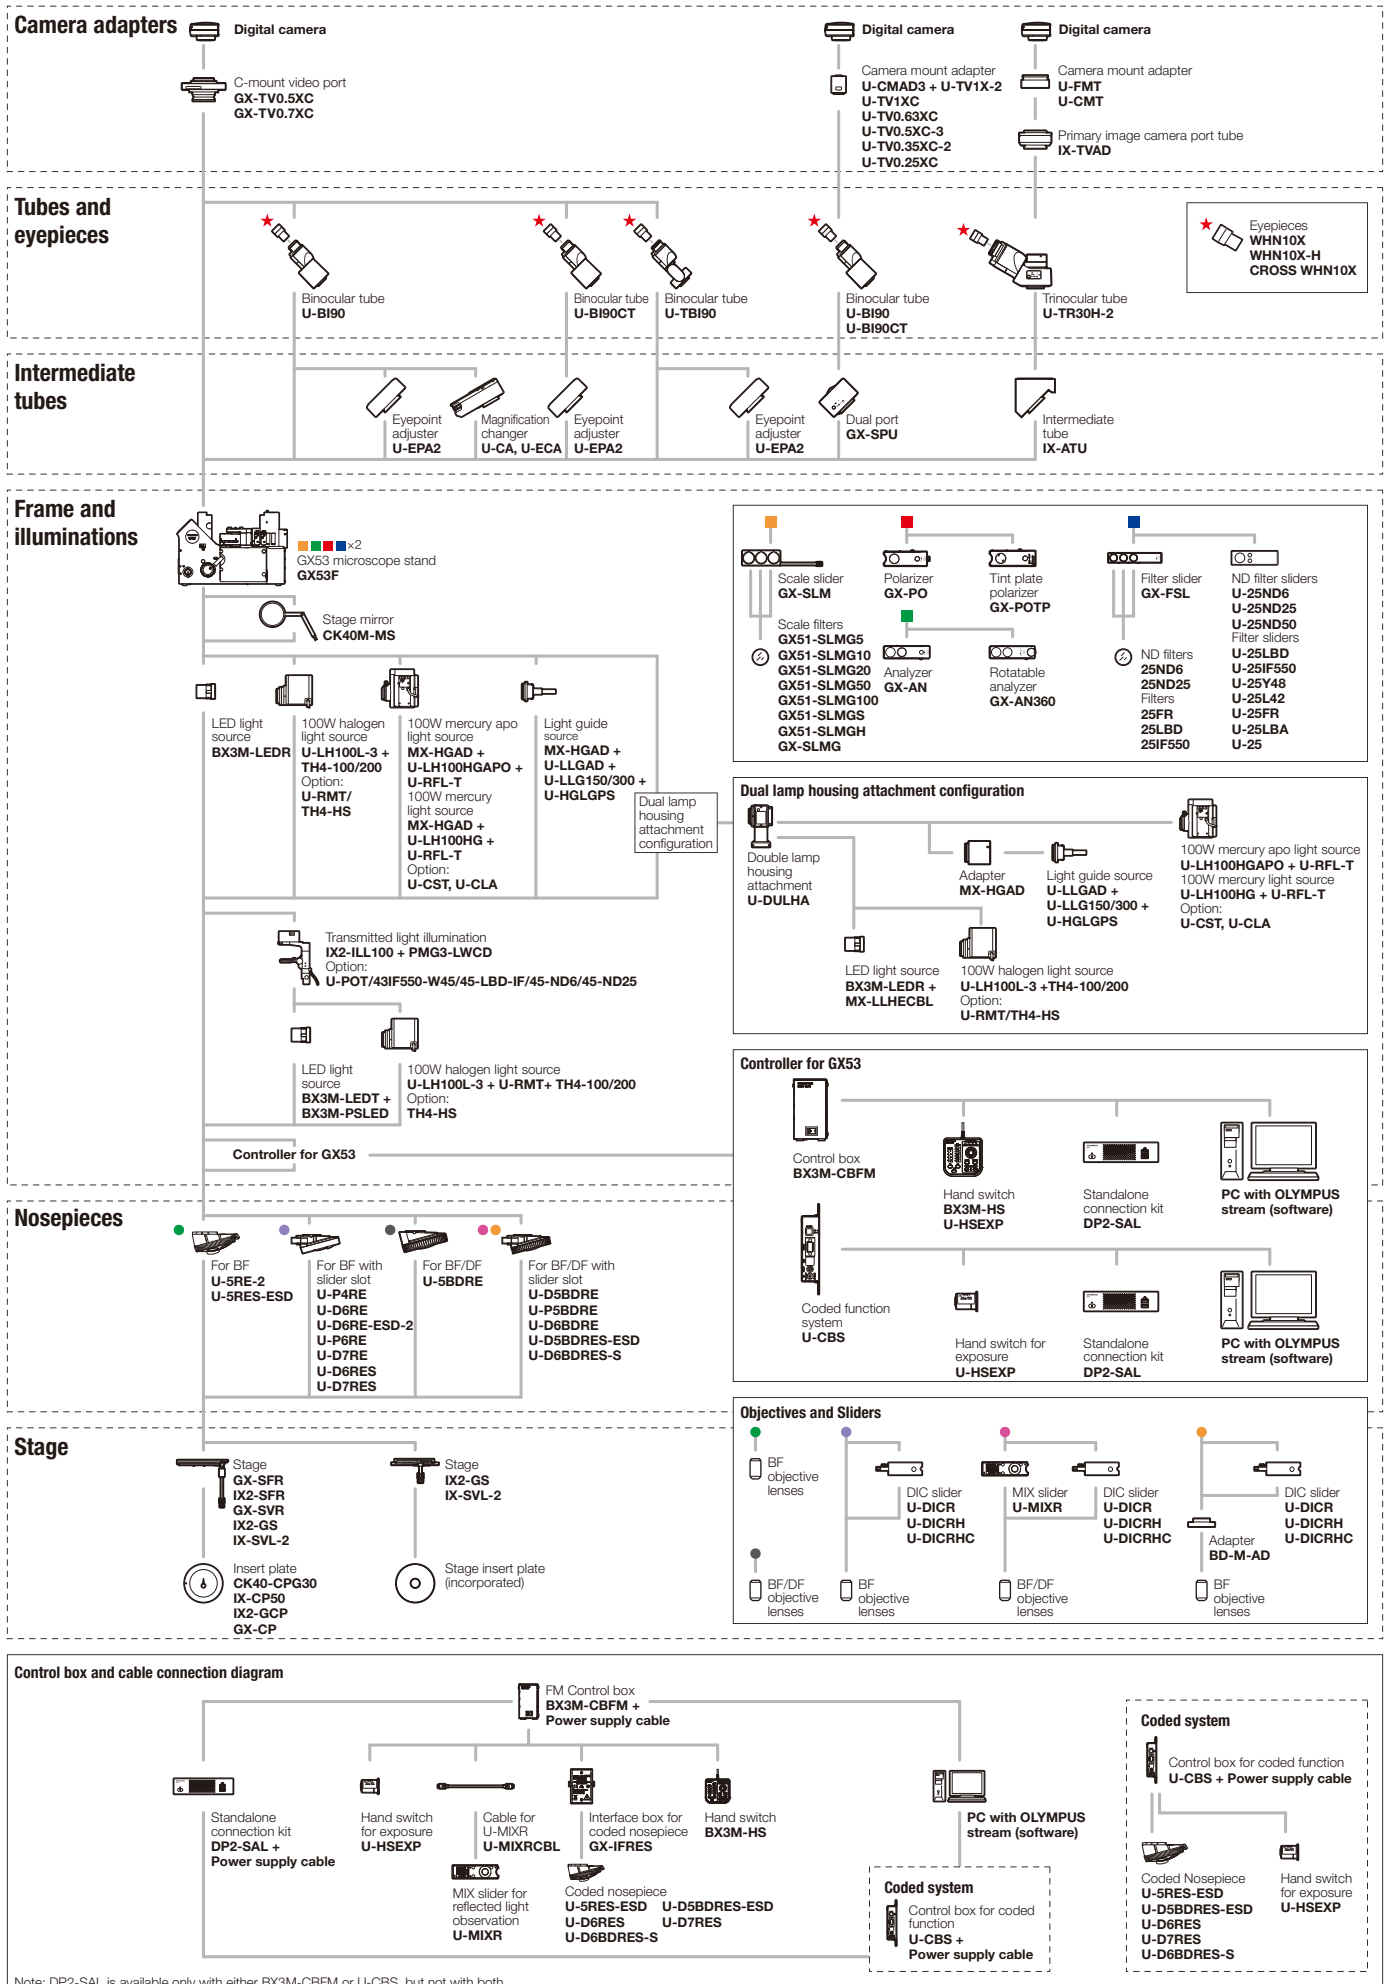 Camera adapters
Digital camera
C-mount video port
GX-TV0.5XC
GX-TV0.7XC
Digital camera
Camera mount adapter
U-CMAD3 + U-TV1X-2
U-TV1XC
U-TV0.63XC
U-TV0.5XC-3
U-TV0.35XC-2
U-TV0.25XC
Digital camera
Camera mount adapter
U-FMT
U-CMT
Primary image camera port tube
IX-TVAD
Tubes and
eyepieces
Binocular tube
U-BI90
Binocular tube
U-BI90CT
Binocular tube
U-TBI90
Binocular tube
U-BI90
U-BI90CT
Trinocular tube
U-TR30H-2
Eyepieces
WHN10X
WHN10X-H
CROSS WHN10X
Intermediate
tubes
Eyepoint
adjuster
U-EPA2
Magnification
changer
U-CA, U-ECA
Eyepoint
adjuster
U-EPA2
Eyepoint
adjuster
U-EPA2
Dual port
GX-SPU
Intermediate
tube
IX-ATU
Frame and
illuminations
×2
GX53 microscope stand
GX53F
Stage mirror
CK40M-MS
LED light
source
BX3M-LEDR
100W halogen
light source
U-LH100L-3 +
TH4-100/200
Option:
U-RMT/
TH4-HS
100W mercury apo
light source
MX-HGAD +
U-LH100HGAPO +
U-RFL-T
100W mercury
light source
MX-HGAD +
U-LH100HG +
U-RFL-T
Option:
U-CST, U-CLA
Light guide
source
MX-HGAD +
U-LLGAD +
U-LLG150/300 +
U-HGLGPS
Dual lamp
housing
attachment
configuration
Transmitted light illumination
IX2-ILL100 + PMG3-LWCD
Option:
U-POT/43IF550-W45/45-LBD-IF/45-ND6/45-ND25
LED light
source
BX3M-LEDT +
BX3M-PSLED
100W halogen light source
U-LH100L-3 + U-RMT+ TH4-100/200
Option:
TH4-HS
Controller for GX53
Scale slider
GX-SLM
Scale filters
GX51-SLMG5
GX51-SLMG10
GX51-SLMG20
GX51-SLMG50
GX51-SLMG100
GX51-SLMGS
GX51-SLMGH
GX-SLMG
Polarizer
GX-PO
Tint plate
polarizer
GX-POTP
Analyzer
GX-AN
Rotatable
analyzer
GX-AN360
Filter slider
GX-FSL
ND filters
25ND6
25ND25
Filters
25FR
25LBD
25IF550
ND filter sliders
U-25ND6
U-25ND25
U-25ND50
Filter sliders
U-25LBD
U-25IF550
U-25Y48
U-25L42
U-25FR
U-25LBA
U-25
Dual lamp housing attachment configuration
Double lamp
housing
attachment
U-DULHA
Adapter
MX-HGAD
Light guide source
U-LLGAD +
U-LLG150/300 +
U-HGLGPS
100W mercury apo light source
U-LH100HGAPO + U-RFL-T
100W mercury light source
U-LH100HG + U-RFL-T
Option:
U-CST, U-CLA
LED light source
BX3M-LEDR +
MX-LLHECBL
100W halogen light source
U-LH100L-3 +TH4-100/200
Option:
U-RMT/TH4-HS
Controller for GX53
Control box
BX3M-CBFM
Hand switch
BX3M-HS
U-HSEXP
Standalone
connection kit
DP2-SAL
PC with OLYMPUS
stream (software)
Coded function
system
U-CBS
Hand switch for
exposure
U-HSEXP
Standalone
connection kit
DP2-SAL
PC with OLYMPUS
stream (software)
Nosepieces
For BF
U-5RE-2
U-5RES-ESD
For BF with
slider slot
U-P4RE
U-D6RE
U-D6RE-ESD-2
U-P6RE
U-D7RE
U-D6RES
U-D7RES
For BF/DF
U-5BDRE
For BF/DF with
slider slot
U-D5BDRE
U-P5BDRE
U-D6BDRE
U-D5BDRES-ESD
U-D6BDRES-S
Stage
Stage
GX-SFR
IX2-SFR
GX-SVR
IX2-GS
IX-SVL-2
Insert plate
CK40-CPG30
IX-CP50
IX2-GCP
GX-CP
Stage
IX2-GS
IX-SVL-2
Stage insert plate
(incorporated)
Objectives and Sliders
BF
objective
lenses
BF/DF
objective
lenses
DIC slider
U-DICR
U-DICRH
U-DICRHC
BF
objective
lenses
MIX slider
U-MIXR
DIC slider
U-DICR
U-DICRH
U-DICRHC
BF/DF
objective
lenses
DIC slider
U-DICR
U-DICRH
U-DICRHC
Adapter
BD-M-AD
BF
objective
lenses
Control box and cable connection diagram
FM Control box
BX3M-CBFM +
Power supply cable
Standalone
connection kit
DP2-SAL +
Power supply cable
Hand switch
for exposure
U-HSEXP
Cable for
U-MIXR
U-MIXRCBL
MIX slider for
reflected light
observation
U-MIXR
Interface box for
coded nosepiece
GX-IFRES
Coded nosepiece
U-5RES-ESD U-D5BDRES-ESD
U-D6RES U-D7RES
U-D6BDRES-S
Hand switch
BX3M-HS
PC with OLYMPUS
stream (software)
Coded system
Control box for coded
function
U-CBS +
Power supply cable
Coded system
Control box for coded function
U-CBS + Power supply cable
Coded Nosepiece
U-5RES-ESD
U-D5BDRES-ESD
U-D6RES
U-D7RES
U-D6BDRES-S
Hand switch
for exposure
U-HSEXP
Note: DP2-SAL is available only with either BX3M-CBFM or U-CBS, but not with both.